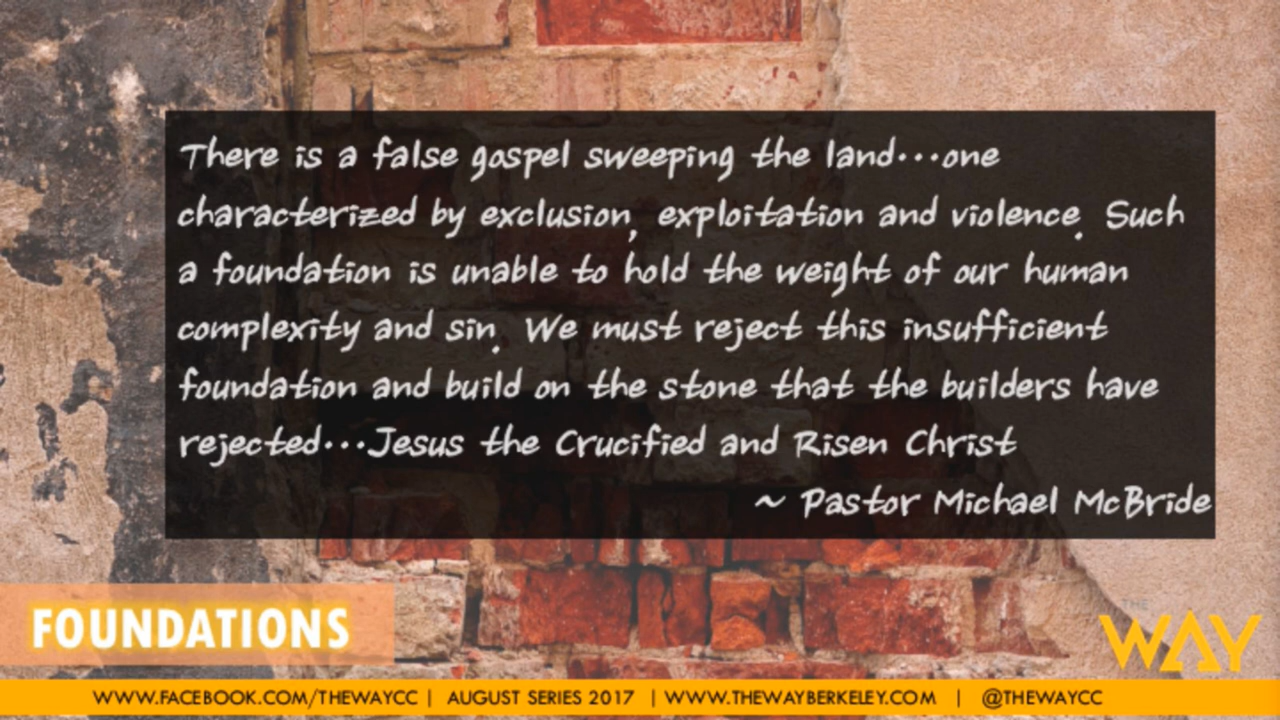 There is a false gospel sweeping the land...one
characterized by exclusion, exploitation and violence. Such
a foundation is unable to hold the weight of our human
complexity and sin. We must reject this insufficient
foundation and build on the stone that the builders have
rejected...Jesus the Crucified and Risen Christ
~ Pastor Michael McBride
FOUNDATIONS
THE
WAY
WWW.FACEBOOK.COM/THEWAYCC | AUGUST SERIES 2017 | WWW.THEWAYBERKELEY.COM | @THEWAYCC